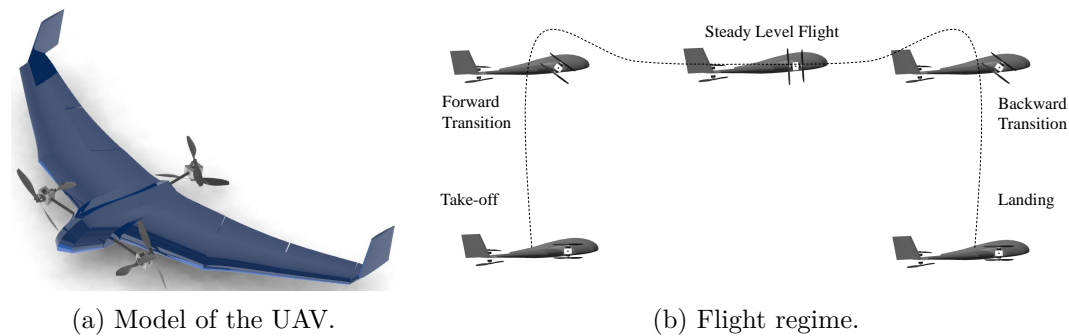 Steady Level Flight
Forward
Transition
Backward
Transition
Take-off
Landing
(a) Model of the UAV.
(b) Flight regime.